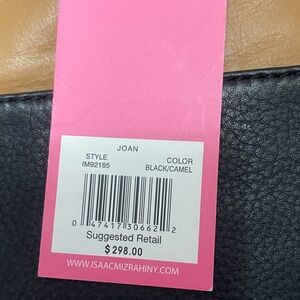 JOAN
STYLE COLOR
IM92185 BLACK/CAMEL
0 47417 30662 2
Suggested Retail
$298.00
WWW.ISAACMIZRAHINY.COM